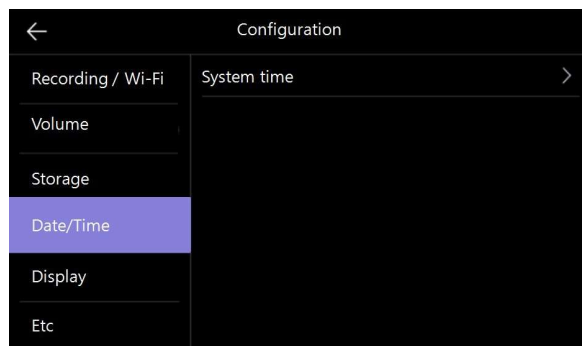 Configuration
Recording / Wi-Fi
System time
Volume
Storage
Date/Time
Display
Etc